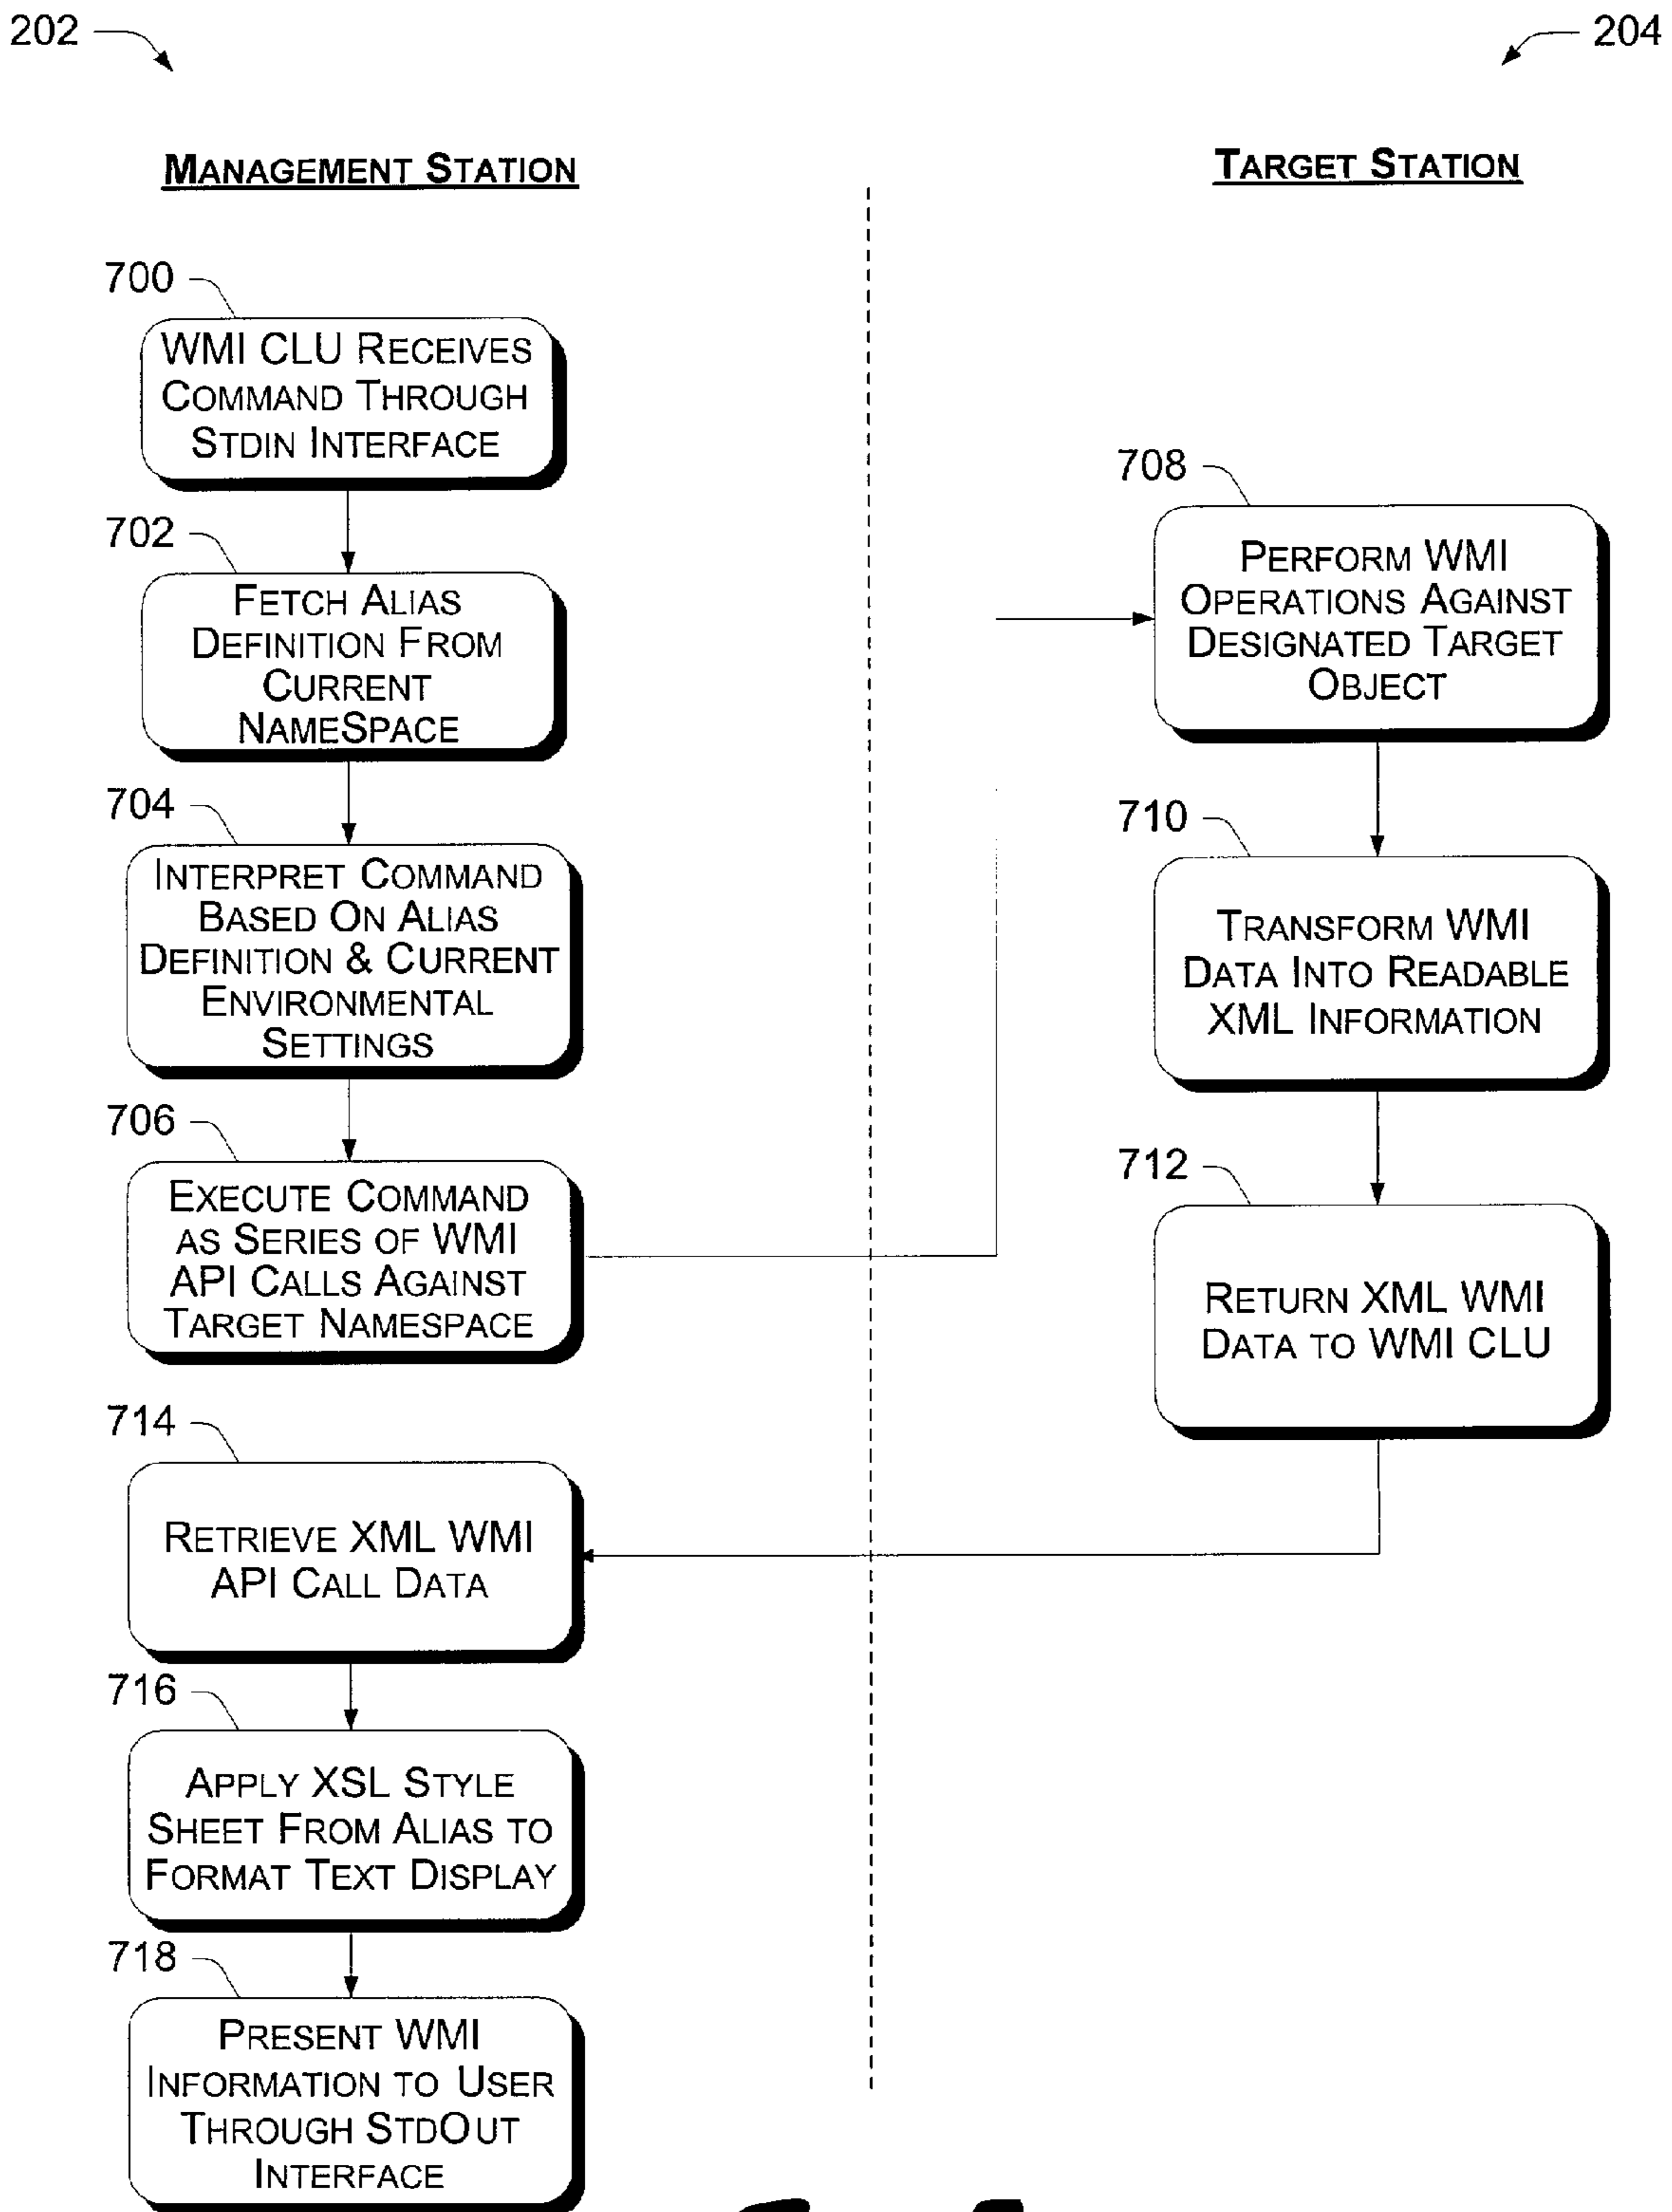 202
204
MANAGEMENT STATION
TARGET STATION
700
WMI CLU RECEIVES
COMMAND THROUGH
STDIN INTERFACE
702
FETCH ALIAS
DEFINITION FROM
CURRENT
NAMESPACE
704
INTERPRET COMMAND
BASED ON ALIAS
DEFINITION & CURRENT
ENVIRONMENTAL
SETTINGS
706
EXECUTE COMMAND
AS SERIES OF WMI
API CALLS AGAINST
TARGET NAMESPACE
708
PERFORM WMI
OPERATIONS AGAINST
DESIGNATED TARGET
OBJECT
710
TRANSFORM WMI
DATA INTO READABLE
XML INFORMATION
712
RETURN XML WMI
DATA TO WMI CLU
714
RETRIEVE XML WMI
API CALL DATA
716
APPLY XSL STYLE
SHEET FROM ALIAS TO
FORMAT TEXT DISPLAY
718
PRESENT WMI
INFORMATION TO USER
THROUGH STDOUT
INTERFACE